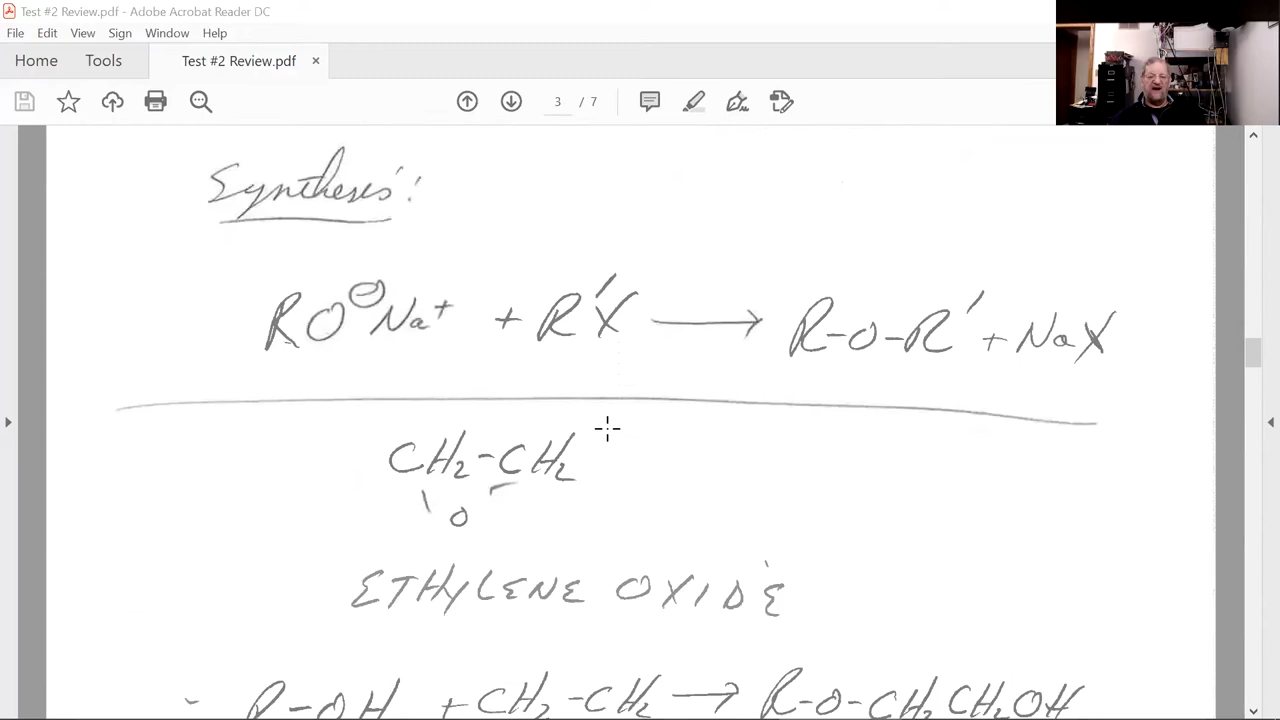 Test #2 Review.pdf - Adobe Acrobat Reader DC
File Edit View Sign Window Help
Home Tools Test #2 Review.pdf ×
3 / 7
Synthesis:
RO⊖Na+ + R'X → R-O-R' + NaX
CH₂-CH₂
O
ETHYLENE OXIDE
R-OH + CH₂-CH₂ → R-O-CH₂CH₂OH